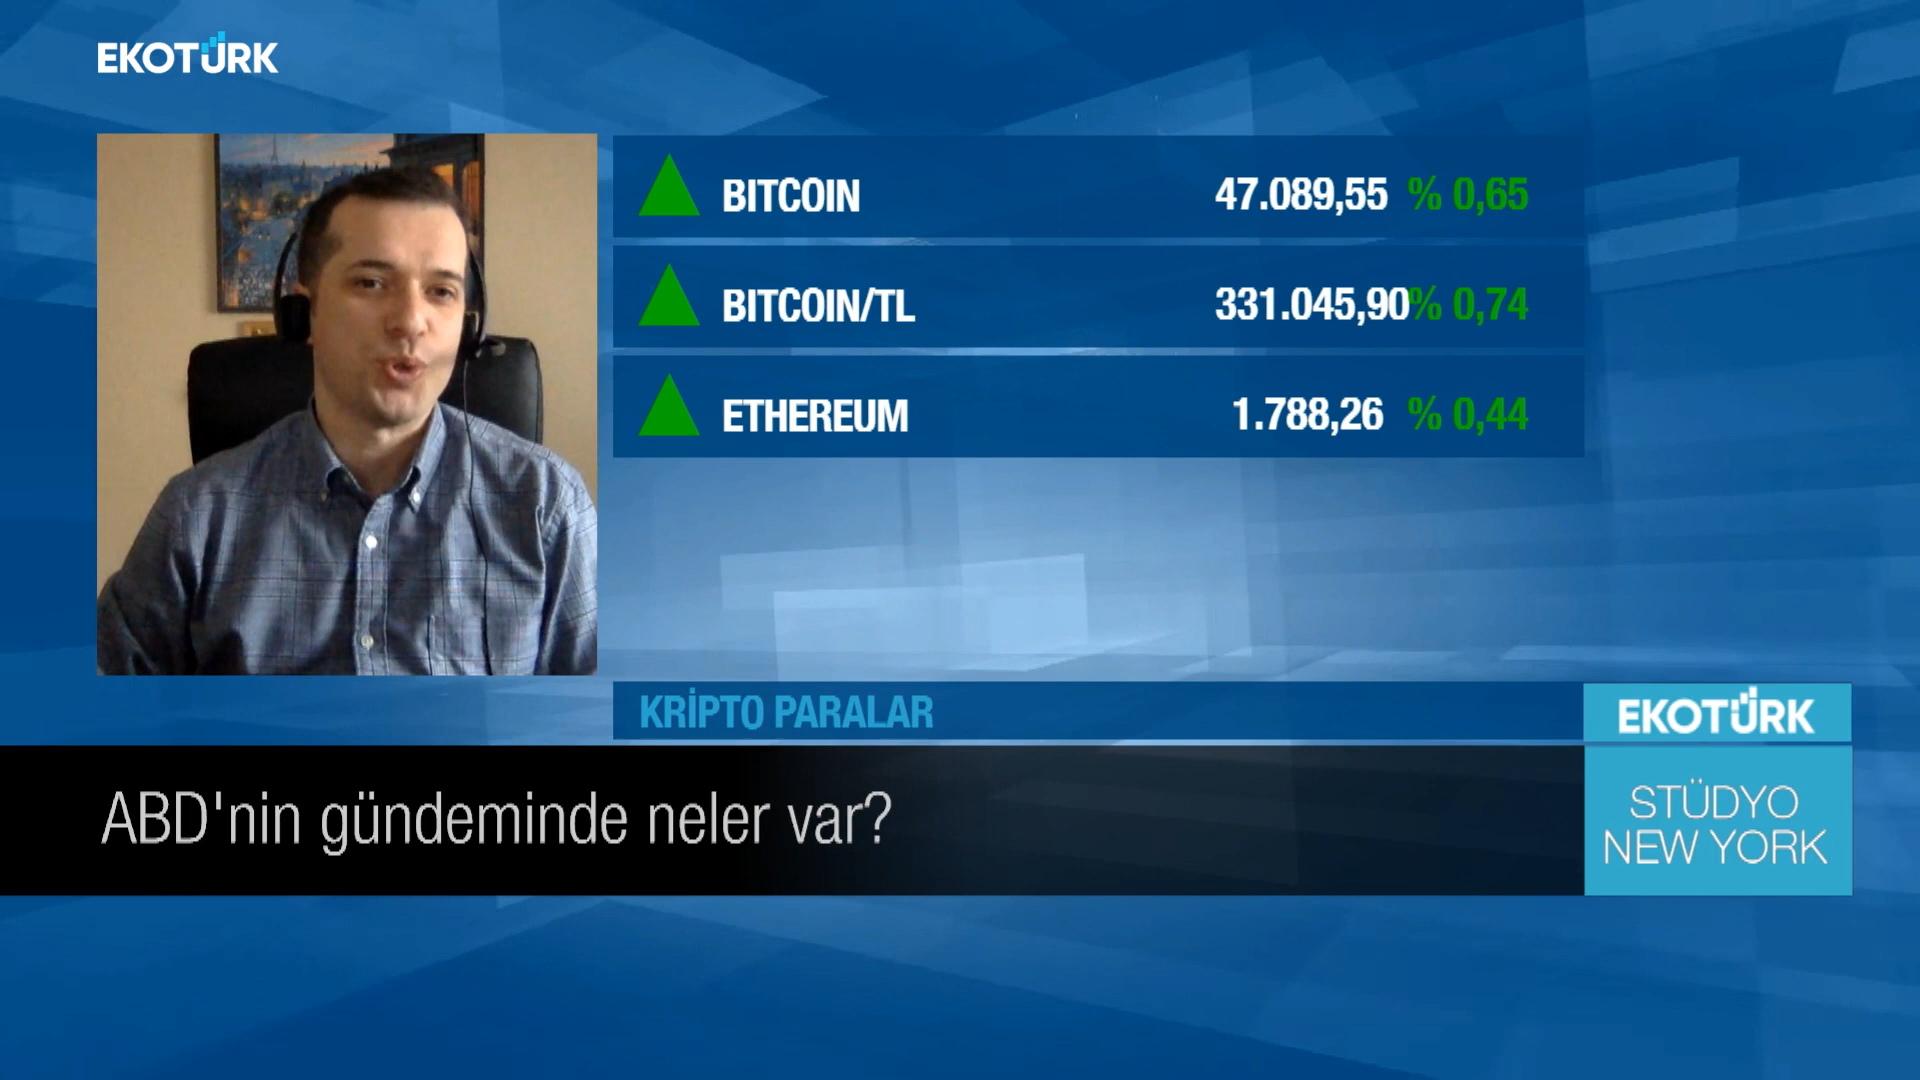 EKOTÜRK
BITCOIN 47.089,55 % 0,65
BITCOIN/TL 331.045,90 % 0,74
ETHEREUM 1.788,26 % 0,44
KRİPTO PARALAR
EKOTÜRK
ABD'nin gündeminde neler var?
STÜDYO
NEW YORK